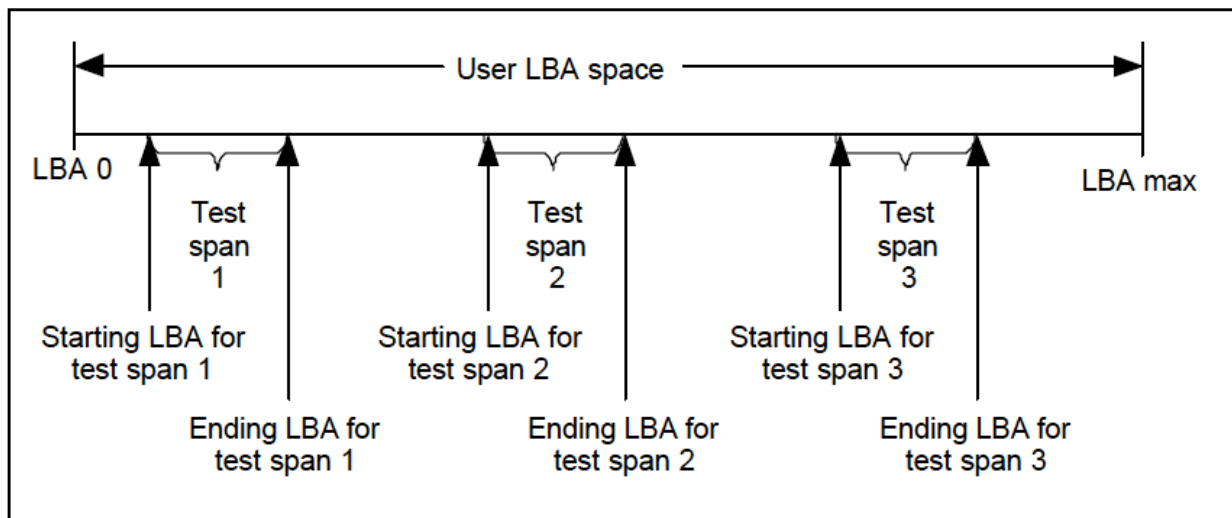 User LBA space
LBA 0
LBA max
Test
span
1
Test
span
2
Test
span
3
Starting LBA for
test span 1
Starting LBA for
test span 2
Starting LBA for
test span 3
Ending LBA for
test span 1
Ending LBA for
test span 2
Ending LBA for
test span 3